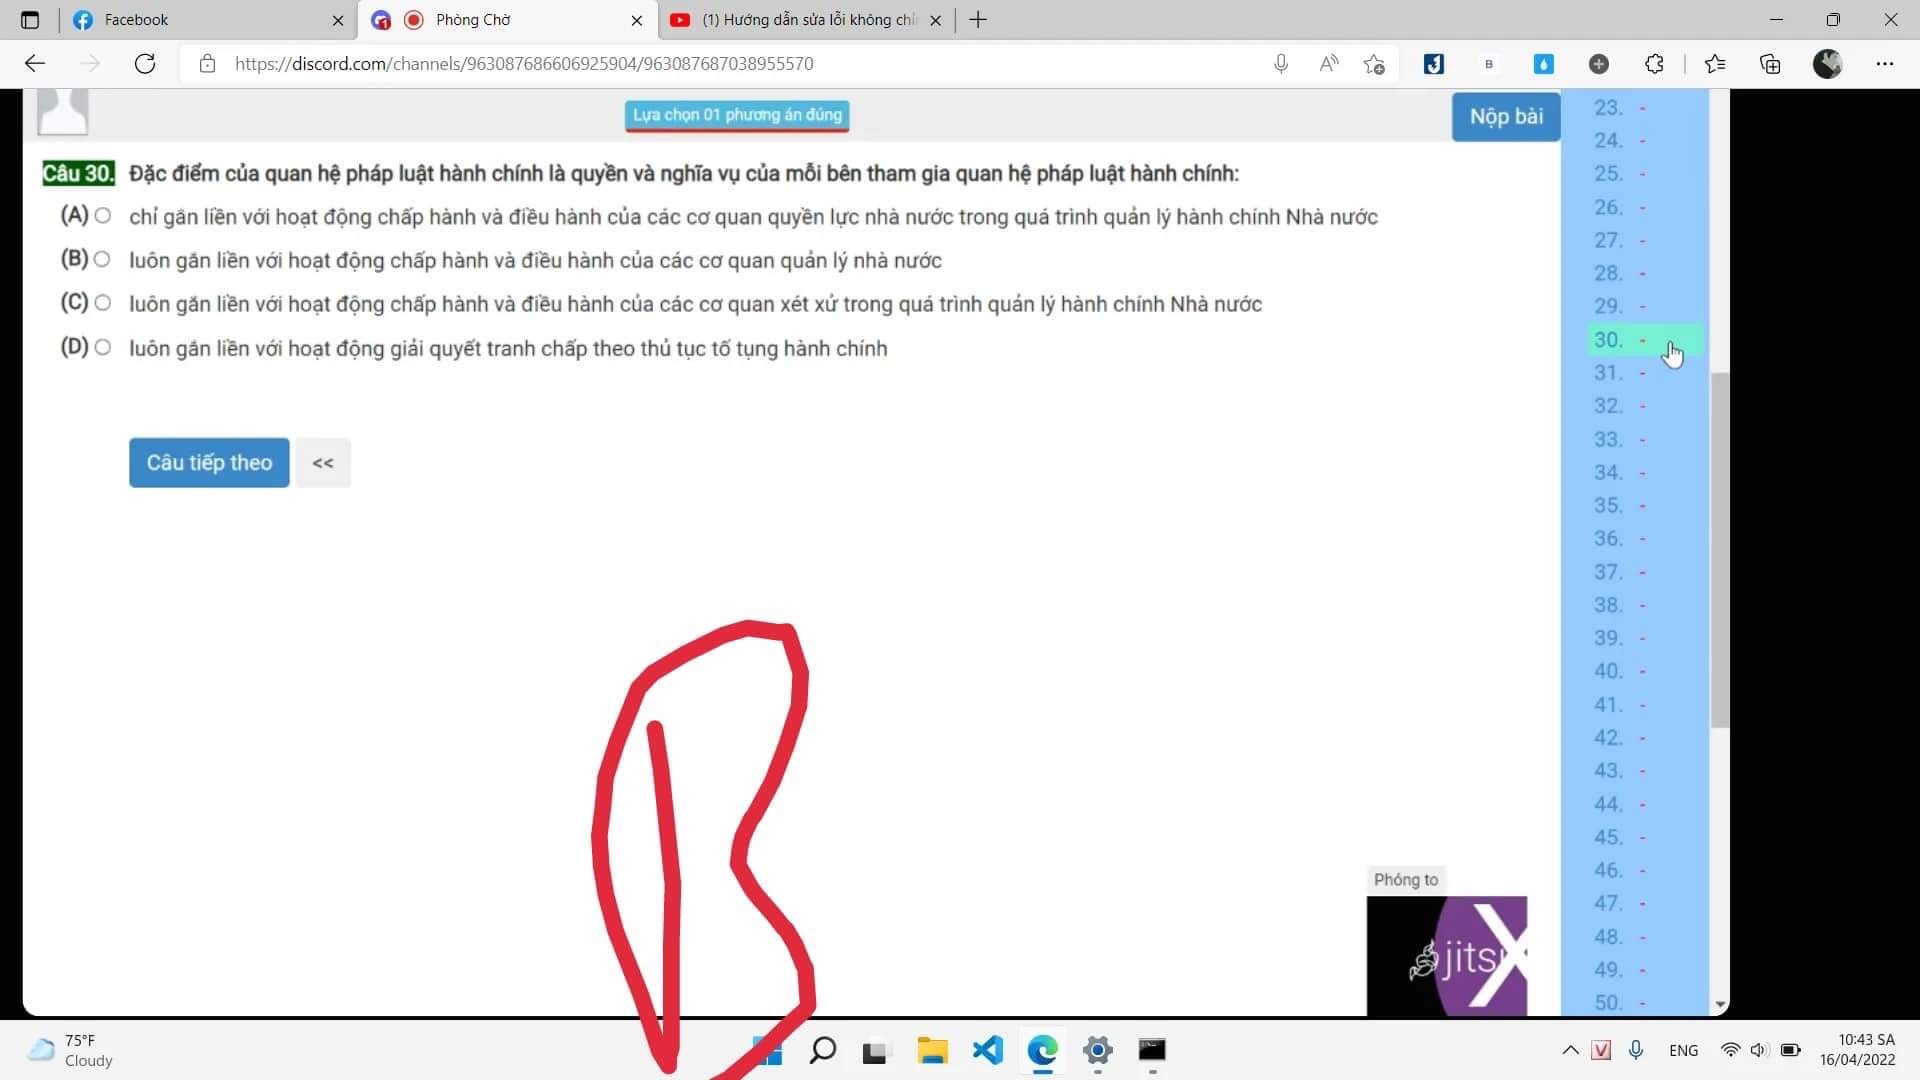 Facebook
Phòng Chờ
(1) Hướng dẫn sửa lỗi không chỉ
https://discord.com/channels/963087686606925904/963087687038955570
Lựa chọn 01 phương án đúng
Nộp bài
Câu 30. Đặc điểm của quan hệ pháp luật hành chính là quyền và nghĩa vụ của mỗi bên tham gia quan hệ pháp luật hành chính:
(A) chỉ gắn liền với hoạt động chấp hành và điều hành của các cơ quan quyền lực nhà nước trong quá trình quản lý hành chính Nhà nước
(B) luôn gắn liền với hoạt động chấp hành và điều hành của các cơ quan quản lý nhà nước
(C) luôn gắn liền với hoạt động chấp hành và điều hành của các cơ quan xét xử trong quá trình quản lý hành chính Nhà nước
(D) luôn gắn liền với hoạt động giải quyết tranh chấp theo thủ tục tố tụng hành chính
Câu tiếp theo <<
23. -
24. -
25. -
26. -
27. -
28. -
29. -
30. -
31. -
32. -
33. -
34. -
35. -
36. -
37. -
38. -
39. -
40. -
41. -
42. -
43. -
44. -
45. -
46. -
47. -
48. -
49. -
50. -
B
Phóng to
jitsi
75°F
Cloudy
ENG
10:43 SA
16/04/2022